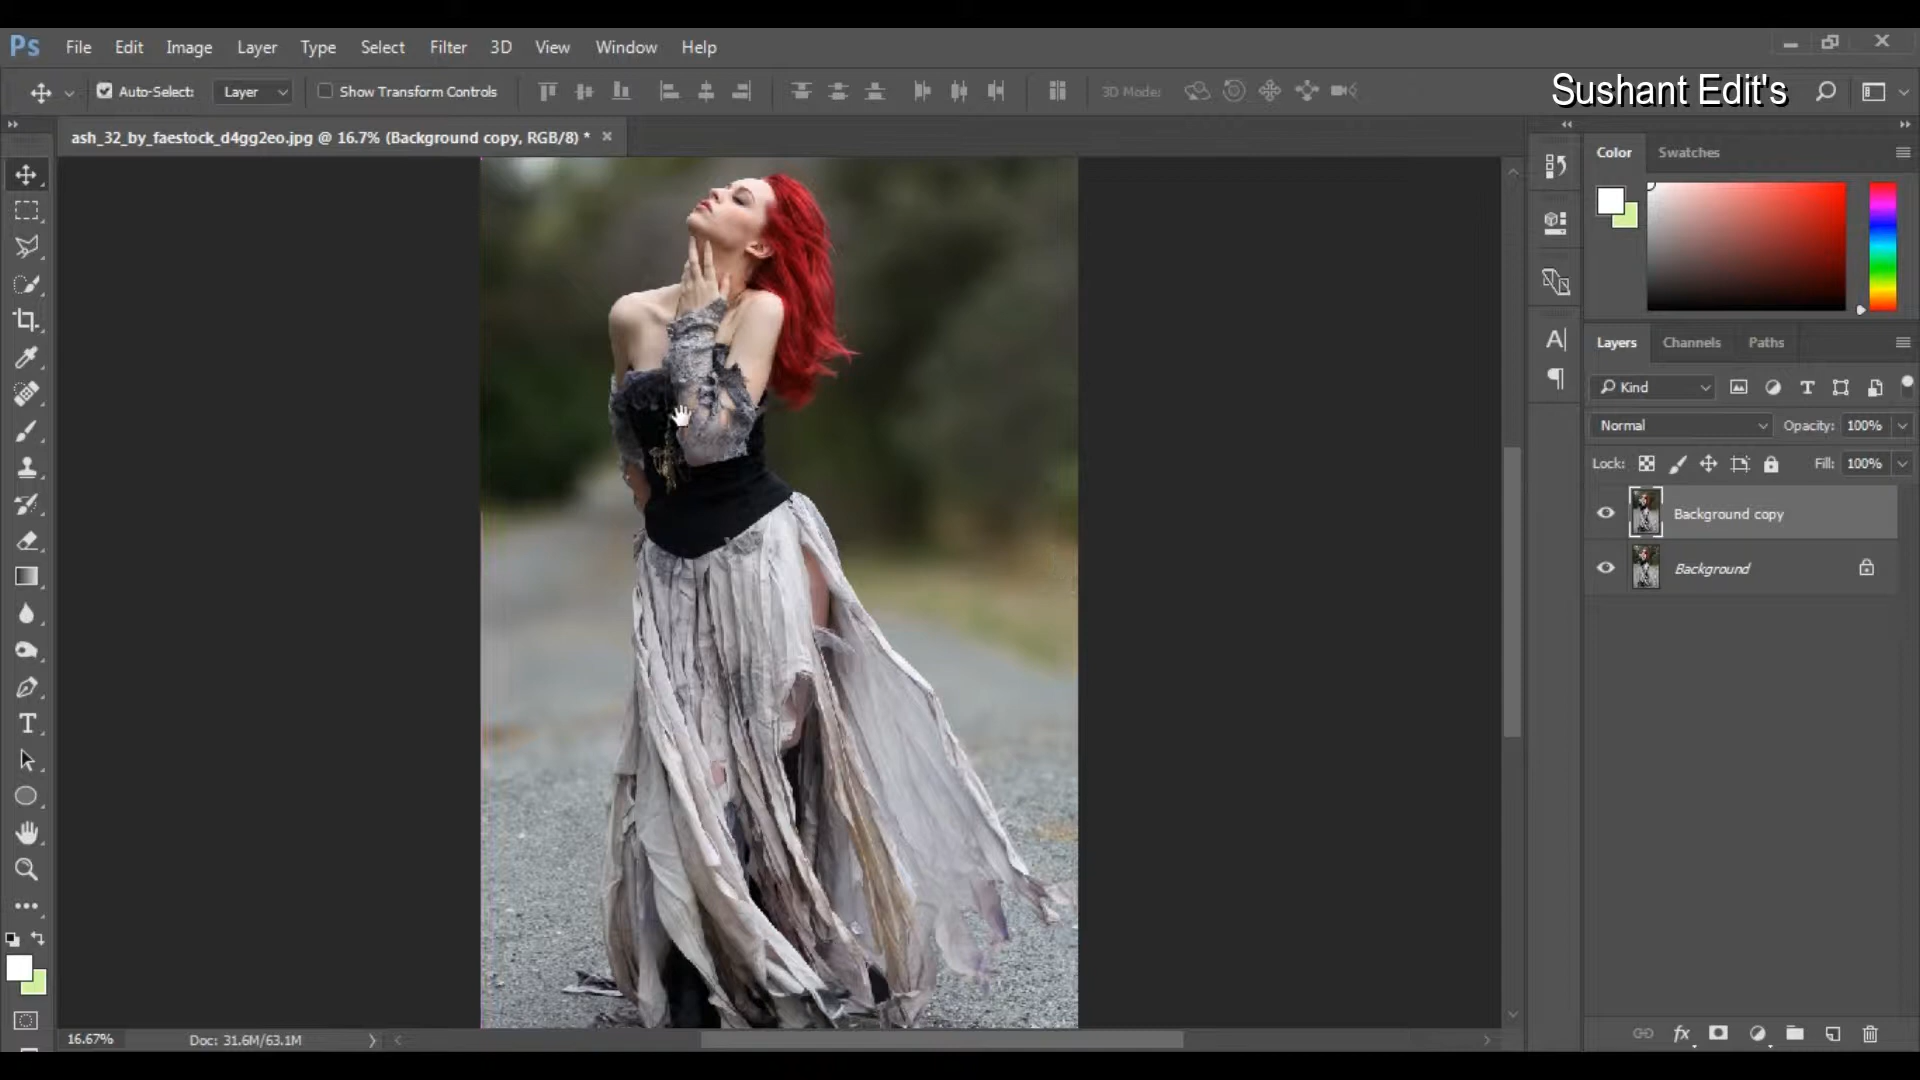 Ps File Edit Image Layer Type Select Filter 3D View Window Help
Auto-Select: Layer Show Transform Controls 3D Mode: Sushant Edit's
ash_32_by_faestock_d4gg2eo.jpg @ 16.7% (Background copy, RGB/8) *
Color Swatches
Layers Channels Paths
Kind
Normal Opacity: 100%
Lock: Fill: 100%
Background copy
Background
16.67% Doc: 31.6M/63.1M